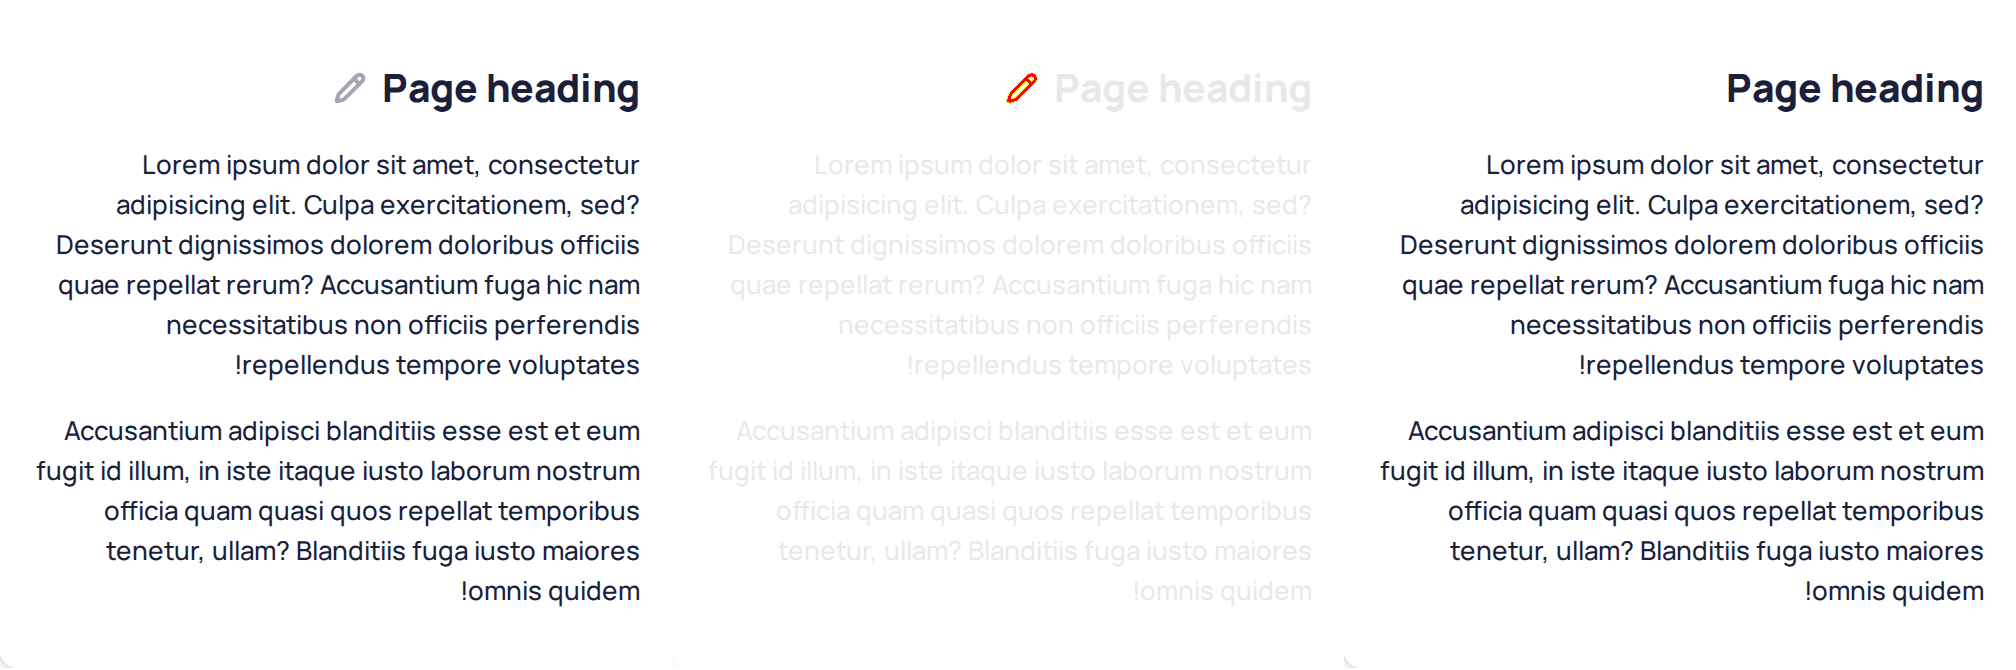 Page heading
Lorem ipsum dolor sit amet, consectetur
adipisicing elit. Culpa exercitationem, sed?
Deserunt dignissimos dolorem doloribus officiis
quae repellat rerum? Accusantium fuga hic nam
necessitatibus non officiis perferendis
!repellendus tempore voluptates
Accusantium adipisci blanditiis esse est et eum
fugit id illum, in iste itaque iusto laborum nostrum
officia quam quasi quos repellat temporibus
tenetur, ullam? Blanditiis fuga iusto maiores
!omnis quidem
Page heading
Lorem ipsum dolor sit amet, consectetur
adipisicing elit. Culpa exercitationem, sed?
Deserunt dignissimos dolorem doloribus officiis
quae repellat rerum? Accusantium fuga hic nam
necessitatibus non officiis perferendis
!repellendus tempore voluptates
Accusantium adipisci blanditiis esse est et eum
fugit id illum, in iste itaque iusto laborum nostrum
officia quam quasi quos repellat temporibus
tenetur, ullam? Blanditiis fuga iusto maiores
!omnis quidem
Page heading
Lorem ipsum dolor sit amet, consectetur
adipisicing elit. Culpa exercitationem, sed?
Deserunt dignissimos dolorem doloribus officiis
quae repellat rerum? Accusantium fuga hic nam
necessitatibus non officiis perferendis
!repellendus tempore voluptates
Accusantium adipisci blanditiis esse est et eum
fugit id illum, in iste itaque iusto laborum nostrum
officia quam quasi quos repellat temporibus
tenetur, ullam? Blanditiis fuga iusto maiores
!omnis quidem